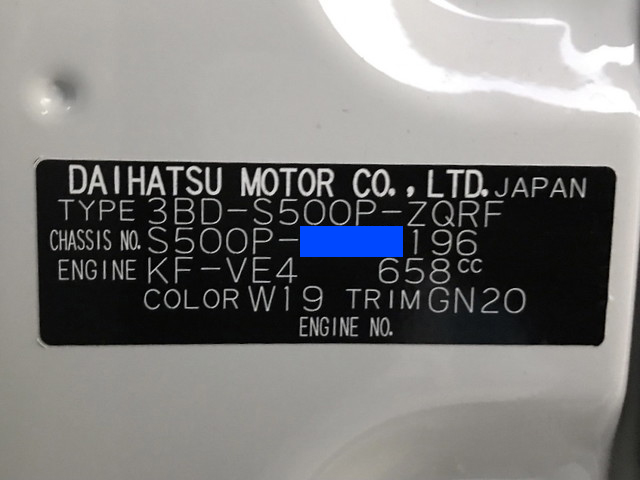 DAIHATSU MOTOR CO., LTD. JAPAN
TYPE 3BD-S500P-ZQRF
CHASSIS NO. S500P- 196
ENGINE KF-VE4 658cc
COLOR W19 TRIM GN20
ENGINE NO.